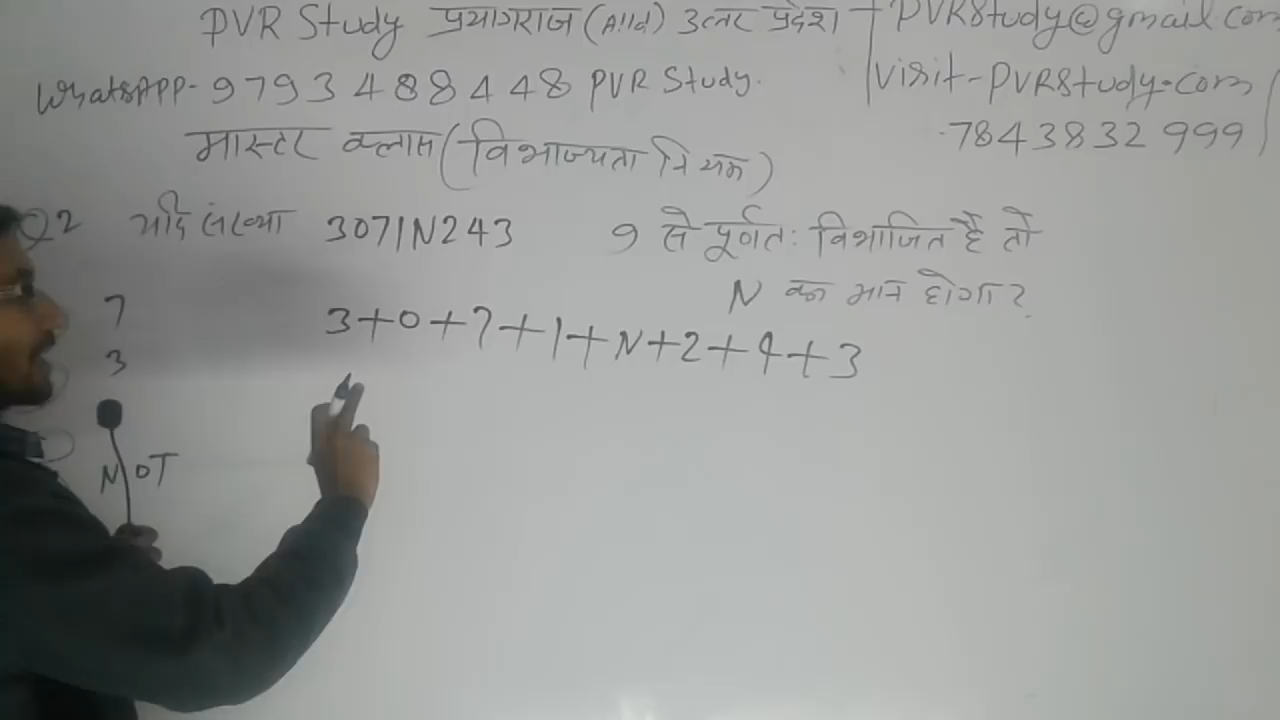 PVR Study प्रयागराज (Alld) उत्तर प्रदेश
PVRStudy@gmail.com
WhatsAPP- 9793488448 PVR Study.
Visit- PVRStudy.com
7843832999
मास्टर क्लास (विभाज्यता नियम)
Q2 यदि संख्या 3071N243 9 से पूर्णत: विभाजित है तो
N का मान होगा?
7
3
NOT
3+0+7+1+N+2+4+3